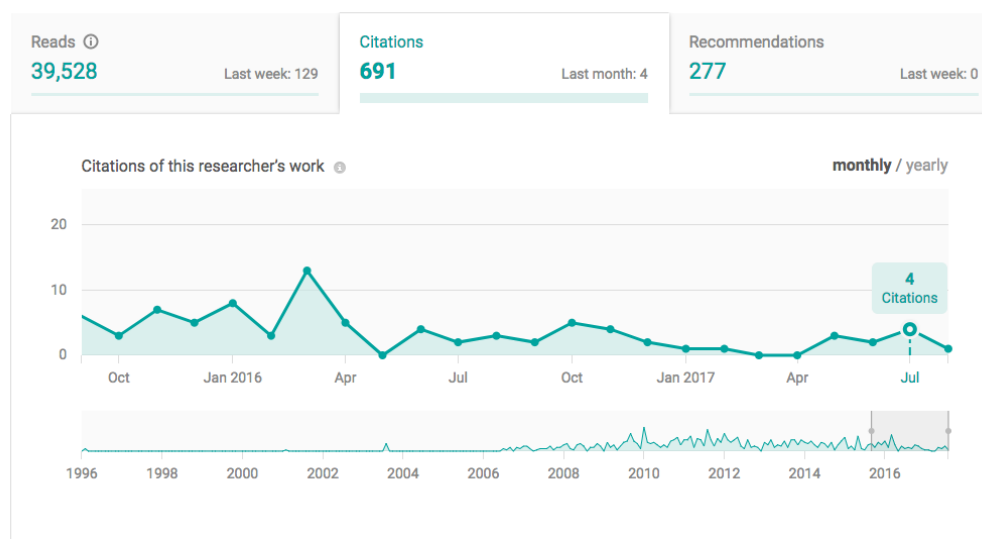 Reads
39,528
Last week: 129
Citations
691
Last month: 4
Recommendations
277
Last week: 0
Citations of this researcher's work
monthly / yearly
20
10
0
4
Citations
Oct
Jan 2016
Apr
Jul
Oct
Jan 2017
Apr
Jul
1996
1998
2000
2002
2004
2006
2008
2010
2012
2014
2016